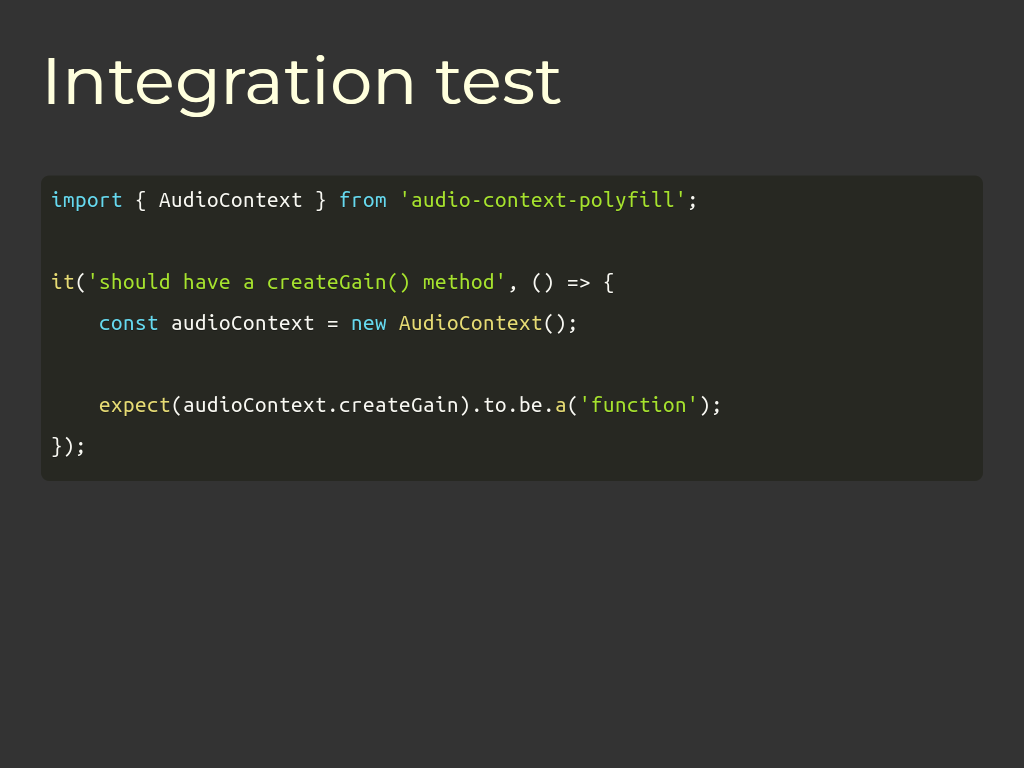 Integration test
import { AudioContext } from 'audio-context-polyfill';
it('should have a createGain() method', () => {
    const audioContext = new AudioContext();
    expect(audioContext.createGain).to.be.a('function');
});